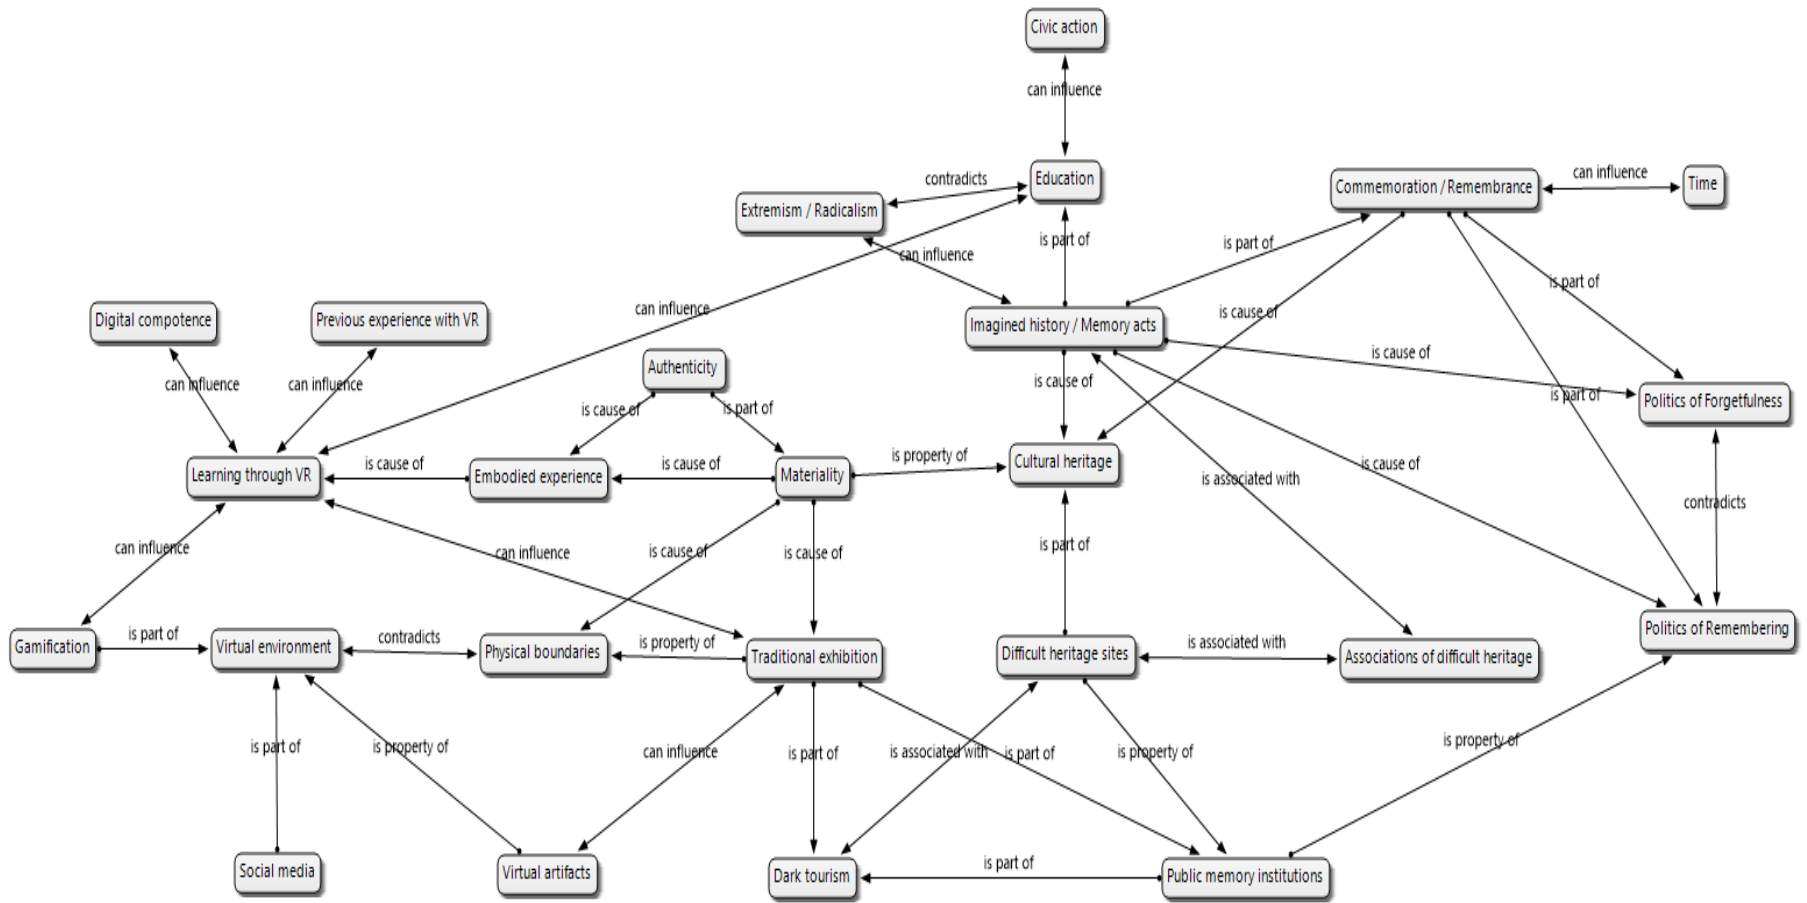 Civic action
can influence
Education
contradicts
Extremism / Radicalism
Commemoration / Remembrance
can influence
Time
is part of
is part of
can influence
is part of
can influence
is cause of
Digital compotence
Previous experience with VR
Imagined history / Memory acts
is cause of
Authenticity
can influence
can influence
is cause of
is part of
is cause of
is part of
Politics of Forgetfulness
Learning through VR
is cause of
Embodied experience
is cause of
Materiality
is property of
Cultural heritage
is cause of
is associated with
contradicts
can influence
can influence
is cause of
is cause of
is part of
Gamification
is part of
Virtual environment
contradicts
Physical boundaries
is property of
Traditional exhibition
Difficult heritage sites
is associated with
Associations of difficult heritage
Politics of Remembering
is part of
is property of
can influence
is part of
is associated with
is part of
is property of
is property of
Social media
Virtual artifacts
Dark tourism
is part of
Public memory institutions